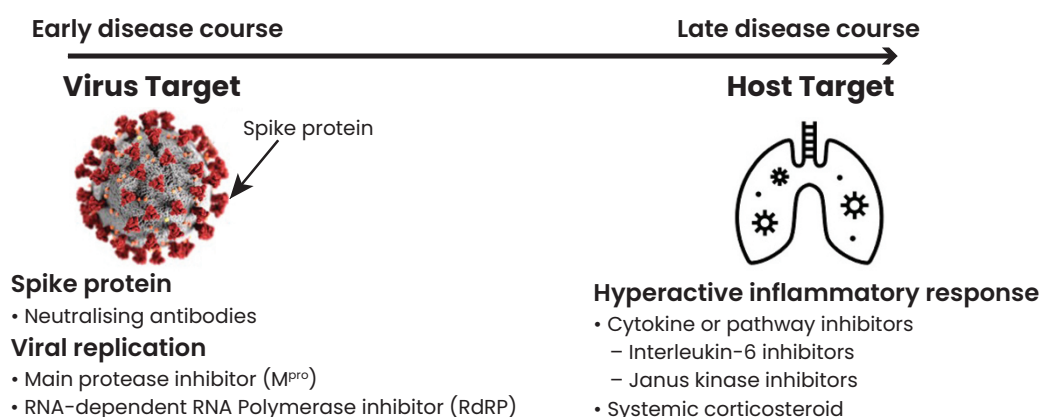 Early disease course
Late disease course
Virus Target
Host Target
Spike protein
Spike protein
• Neutralising antibodies
Viral replication
• Main protease inhibitor (Mᵖʳᵒ)
• RNA-dependent RNA Polymerase inhibitor (RdRP)
Hyperactive inflammatory response
• Cytokine or pathway inhibitors
– Interleukin-6 inhibitors
– Janus kinase inhibitors
• Systemic corticosteroid